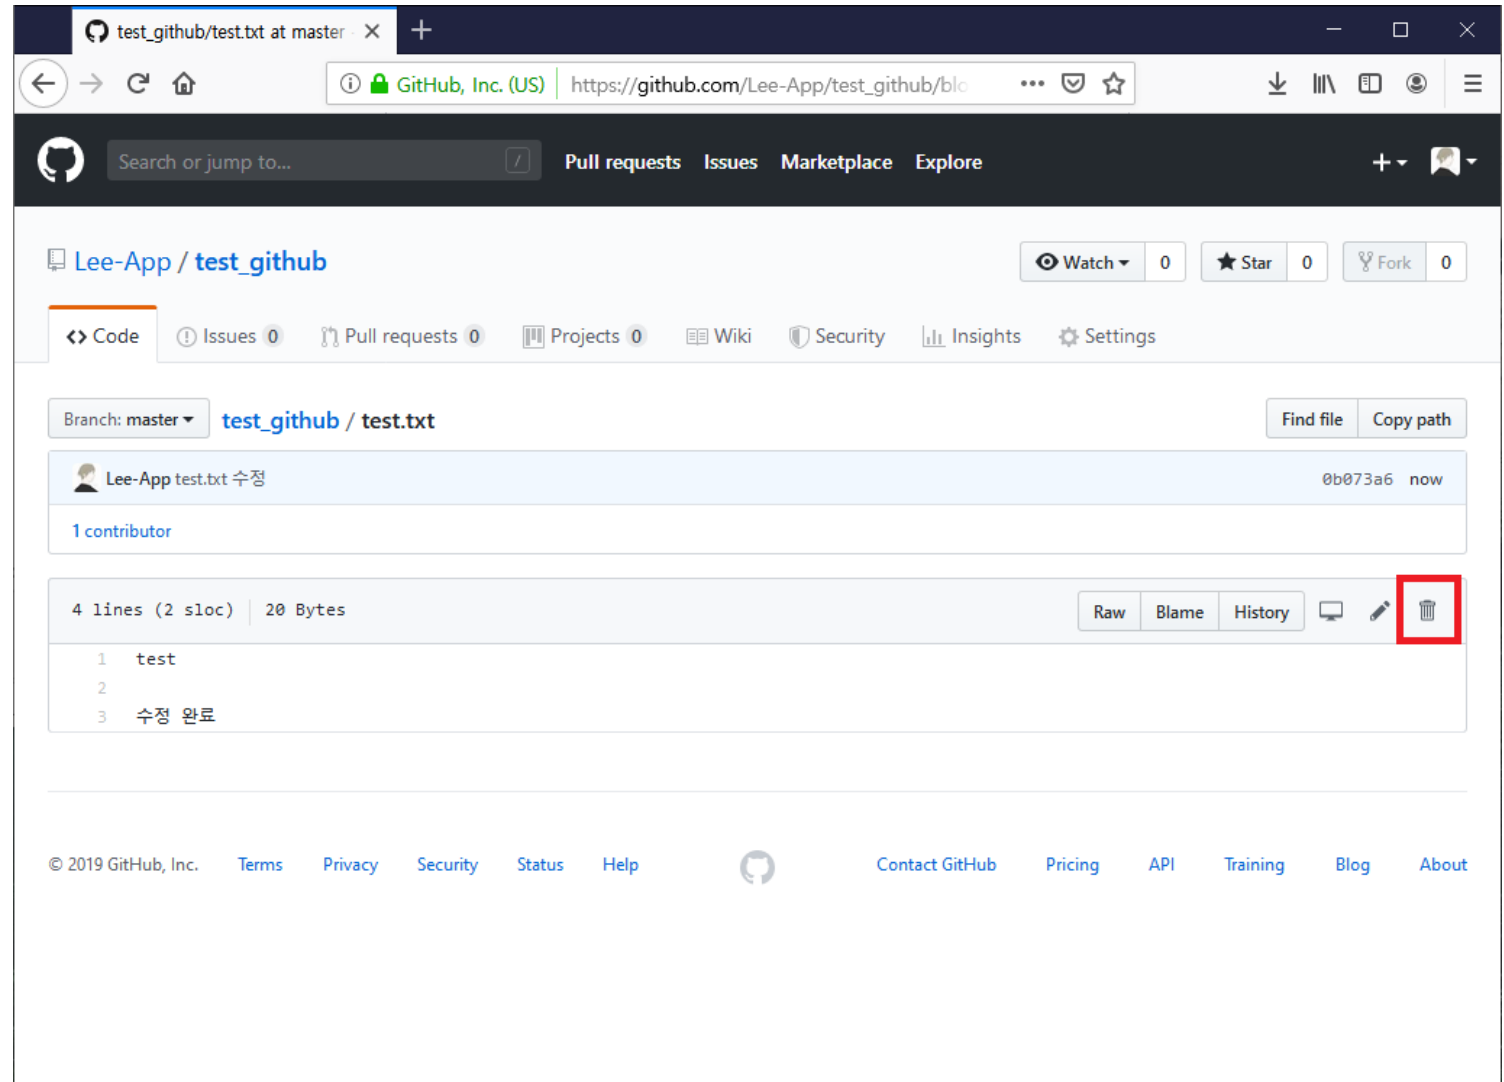 test_github/test.txt at master
GitHub, Inc. (US) https://github.com/Lee-App/test_github/blo
Search or jump to... / Pull requests Issues Marketplace Explore
Lee-App / test_github Watch 0 Star 0 Fork 0
Code Issues 0 Pull requests 0 Projects 0 Wiki Security Insights Settings
Branch: master test_github / test.txt Find file Copy path
Lee-App test.txt 수정 0b073a6 now
1 contributor
4 lines (2 sloc) 20 Bytes Raw Blame History
1 test
2
3 수정 완료
© 2019 GitHub, Inc. Terms Privacy Security Status Help Contact GitHub Pricing API Training Blog About